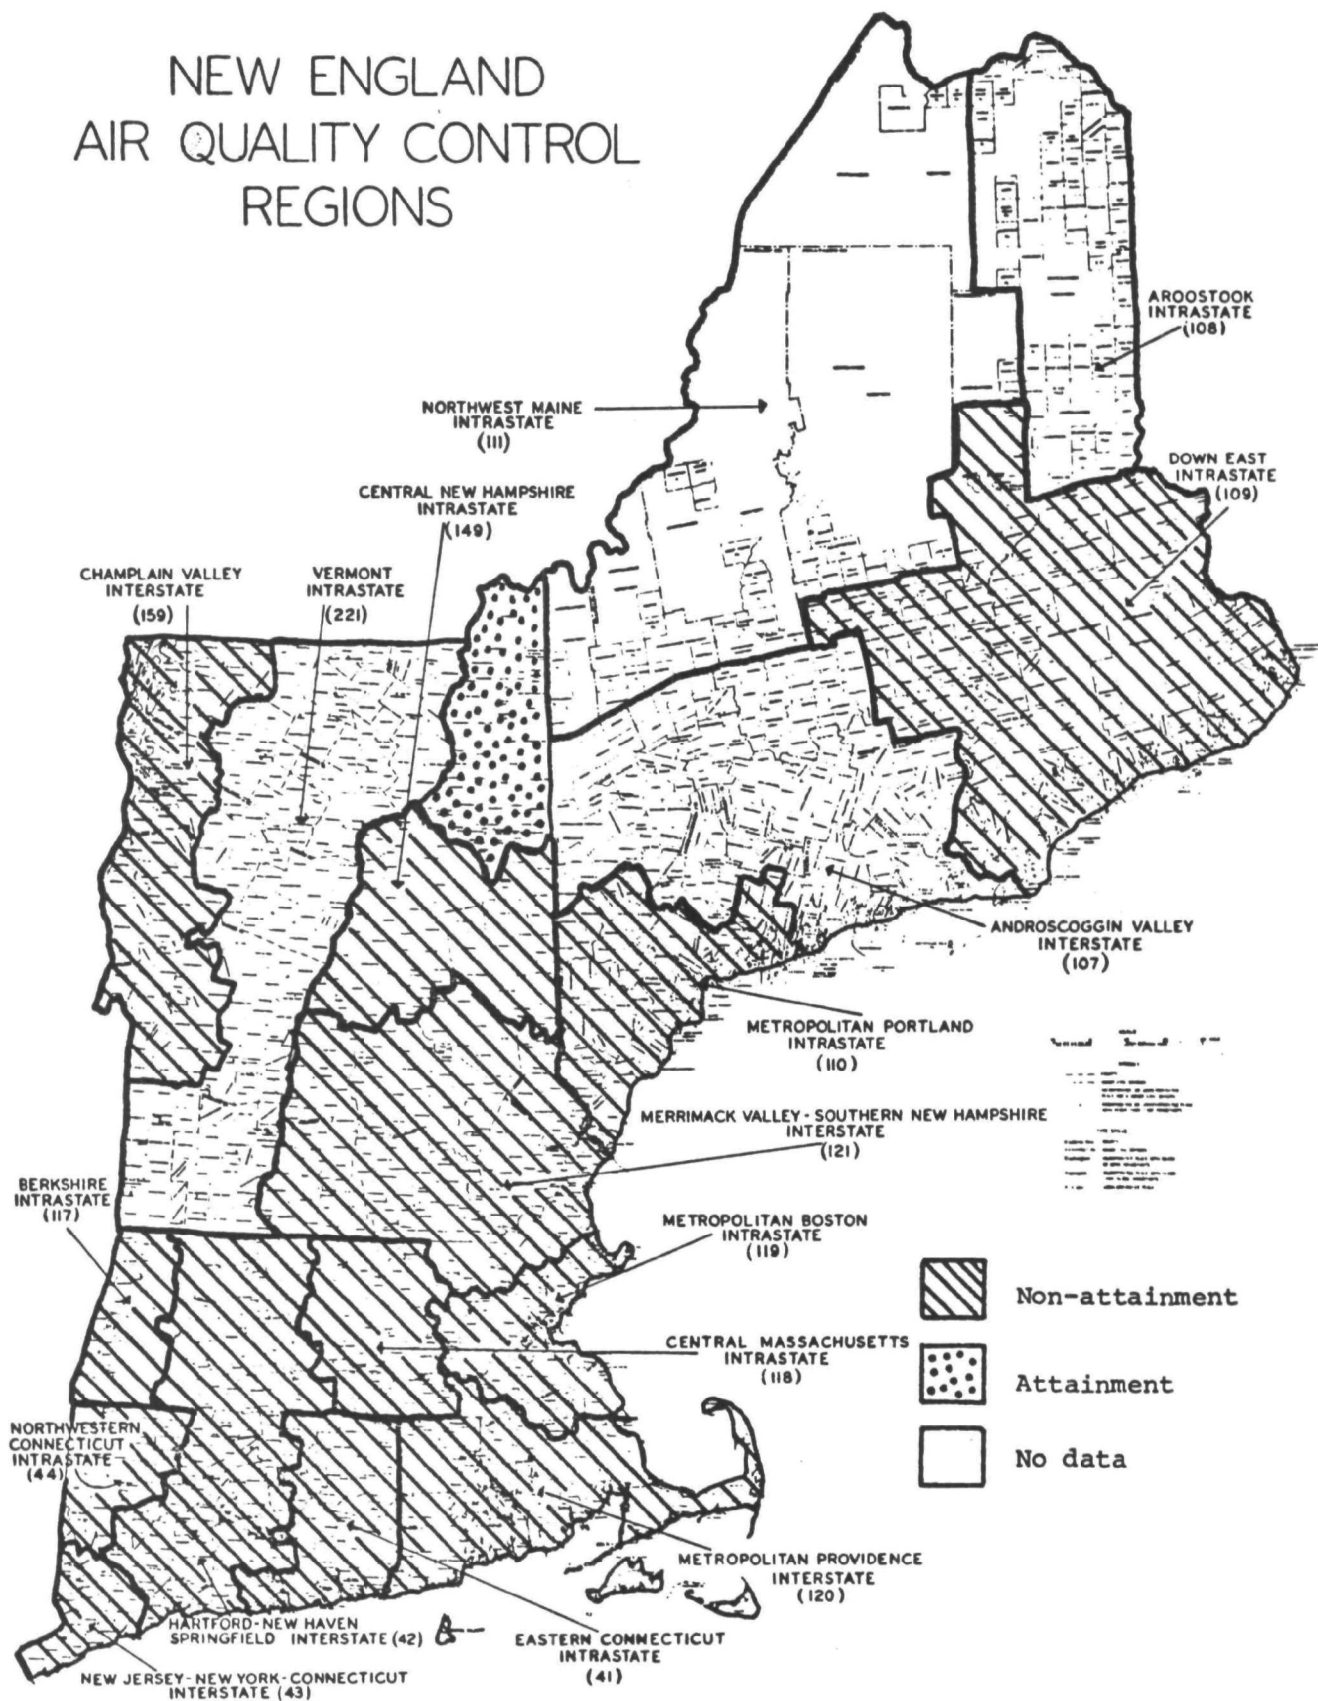 NEW ENGLAND
AIR QUALITY CONTROL
REGIONS
AROOSTOOK
INTRASTATE
(108)
NORTHWEST MAINE
INTRASTATE
(111)
DOWN EAST
INTRASTATE
(109)
CENTRAL NEW HAMPSHIRE
INTRASTATE
(149)
CHAMPLAIN VALLEY
INTERSTATE
(159)
VERMONT
INTRASTATE
(221)
ANDROSCOGGIN VALLEY
INTERSTATE
(107)
METROPOLITAN PORTLAND
INTRASTATE
(110)
MERRIMACK VALLEY-SOUTHERN NEW HAMPSHIRE
INTERSTATE
(121)
BERKSHIRE
INTRASTATE
(117)
METROPOLITAN BOSTON
INTRASTATE
(119)
Non-attainment
CENTRAL MASSACHUSETTS
INTRASTATE
(118)
Attainment
NORTHWESTERN
CONNECTICUT
INTRASTATE
(44)
No data
METROPOLITAN PROVIDENCE
INTERSTATE
(120)
HARTFORD-NEW HAVEN
SPRINGFIELD INTERSTATE (42)
EASTERN CONNECTICUT
INTRASTATE
(41)
NEW JERSEY-NEW YORK-CONNECTICUT
INTERSTATE (43)